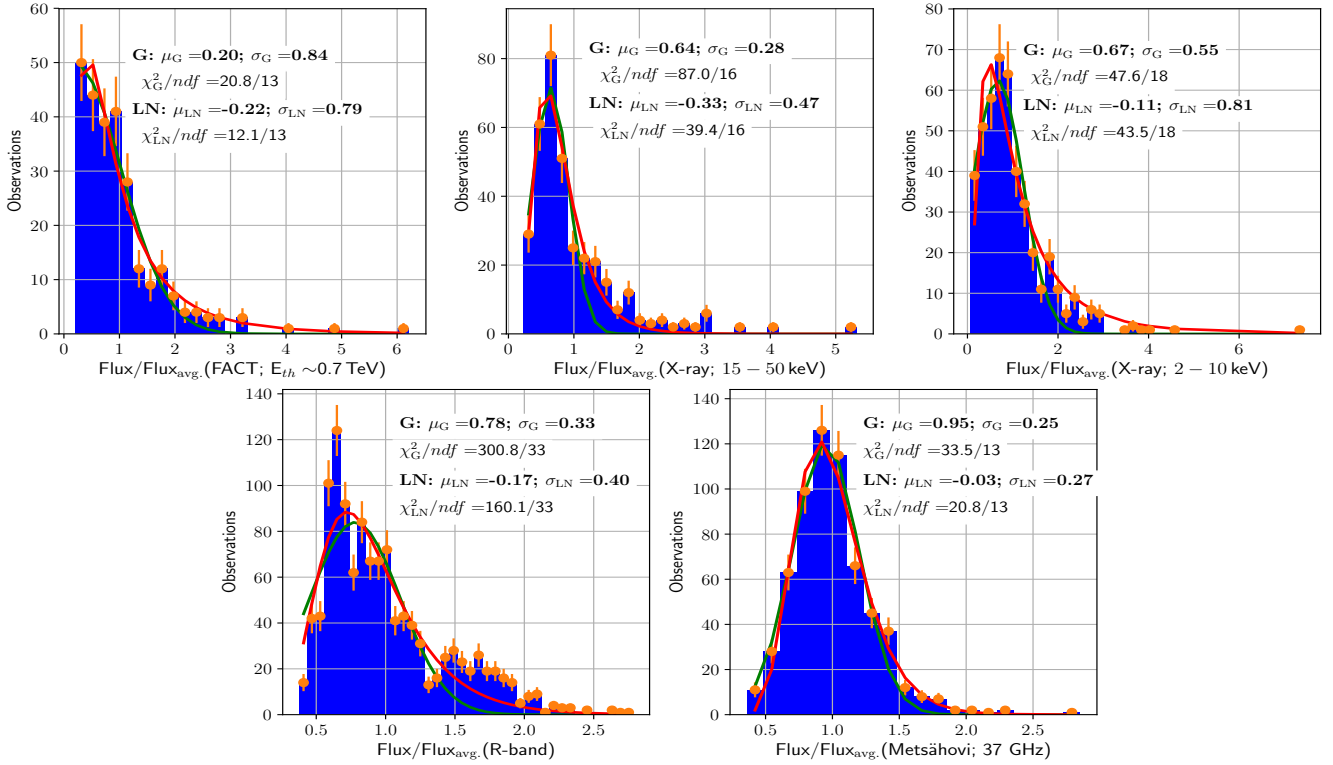 60
50
40
30
20
10
0
Observations
G: μG =0.20; σG =0.84
χ²G/ndf =20.8/13
LN: μLN =-0.22; σLN =0.79
χ²LN/ndf =12.1/13
0 1 2 3 4 5 6
Flux/Fluxavg.(FACT; Eth ∼0.7 TeV)
80
60
40
20
0
Observations
G: μG =0.64; σG =0.28
χ²G/ndf =87.0/16
LN: μLN =-0.33; σLN =0.47
χ²LN/ndf =39.4/16
0 1 2 3 4 5
Flux/Fluxavg.(X-ray; 15 − 50 keV)
80
70
60
50
40
30
20
10
0
Observations
G: μG =0.67; σG =0.55
χ²G/ndf =47.6/18
LN: μLN =-0.11; σLN =0.81
χ²LN/ndf =43.5/18
0 2 4 6
Flux/Fluxavg.(X-ray; 2 − 10 keV)
140
120
100
80
60
40
20
0
Observations
G: μG =0.78; σG =0.33
χ²G/ndf =300.8/33
LN: μLN =-0.17; σLN =0.40
χ²LN/ndf =160.1/33
0.5 1.0 1.5 2.0 2.5
Flux/Fluxavg.(R-band)
140
120
100
80
60
40
20
0
Observations
G: μG =0.95; σG =0.25
χ²G/ndf =33.5/13
LN: μLN =-0.03; σLN =0.27
χ²LN/ndf =20.8/13
0.5 1.0 1.5 2.0 2.5
Flux/Fluxavg.(Metsähovi; 37 GHz)